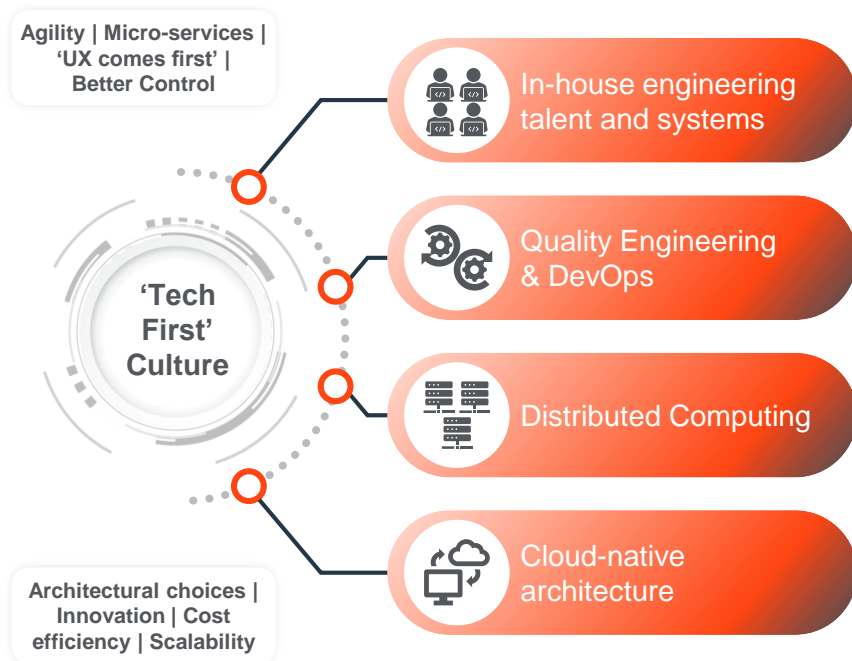 Agility | Micro-services |
‘UX comes first’ |
Better Control
In-house engineering
talent and systems
Quality Engineering
& DevOps
‘Tech
First’
Culture
Distributed Computing
Cloud-native
architecture
Architectural choices |
Innovation | Cost
efficiency | Scalability